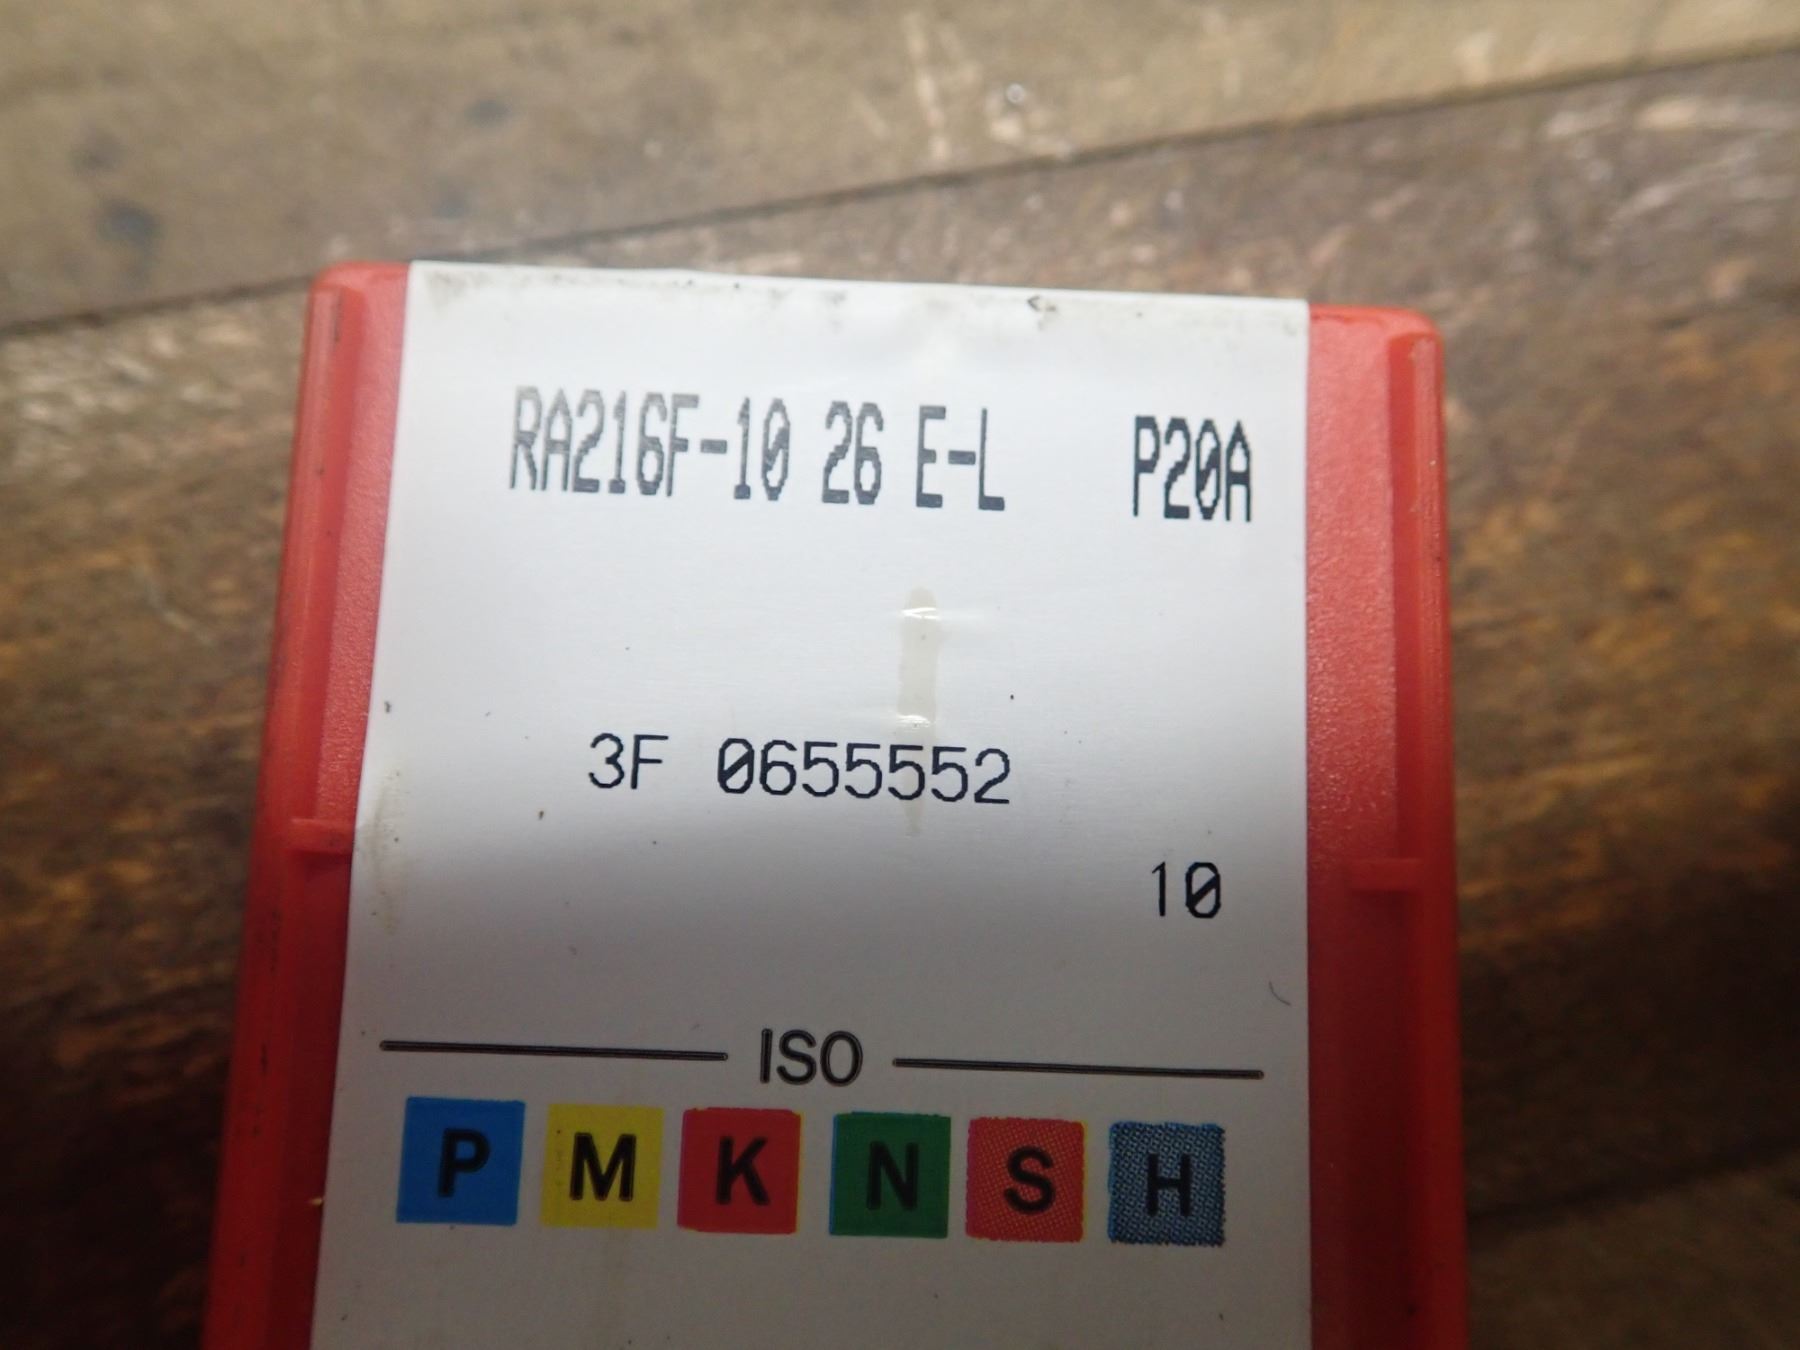 RA216F-10 26 E-L P20A
3F 0655552
10
ISO
P M K N S H